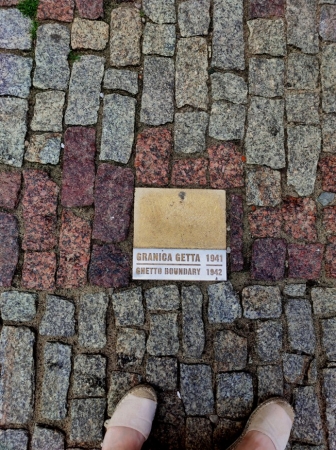 GRANICA GETTA 1941
GHETTO BOUNDARY 1942